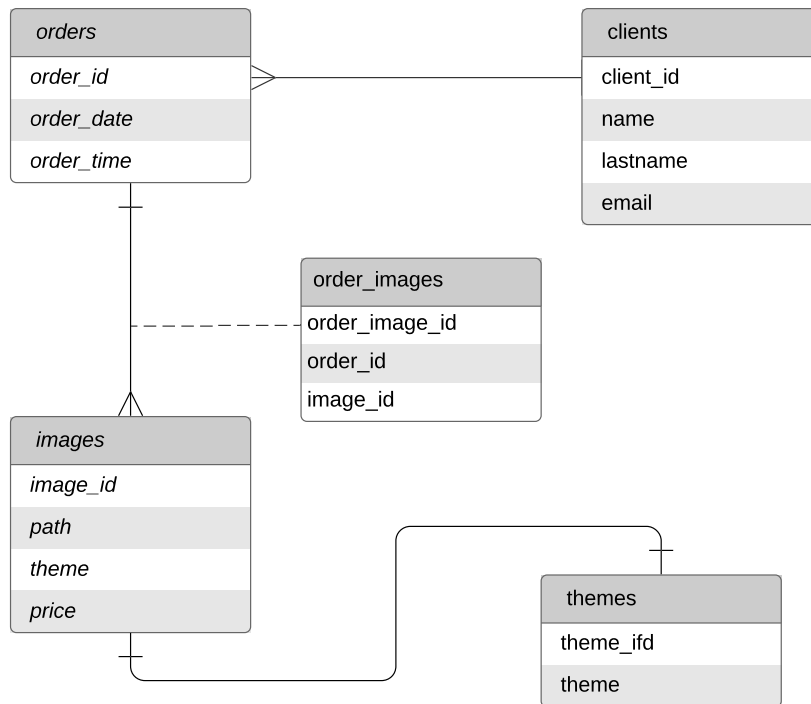 orders
order_id
order_date
order_time
clients
client_id
name
lastname
email
order_images
order_image_id
order_id
image_id
images
image_id
path
theme
price
themes
theme_ifd
theme